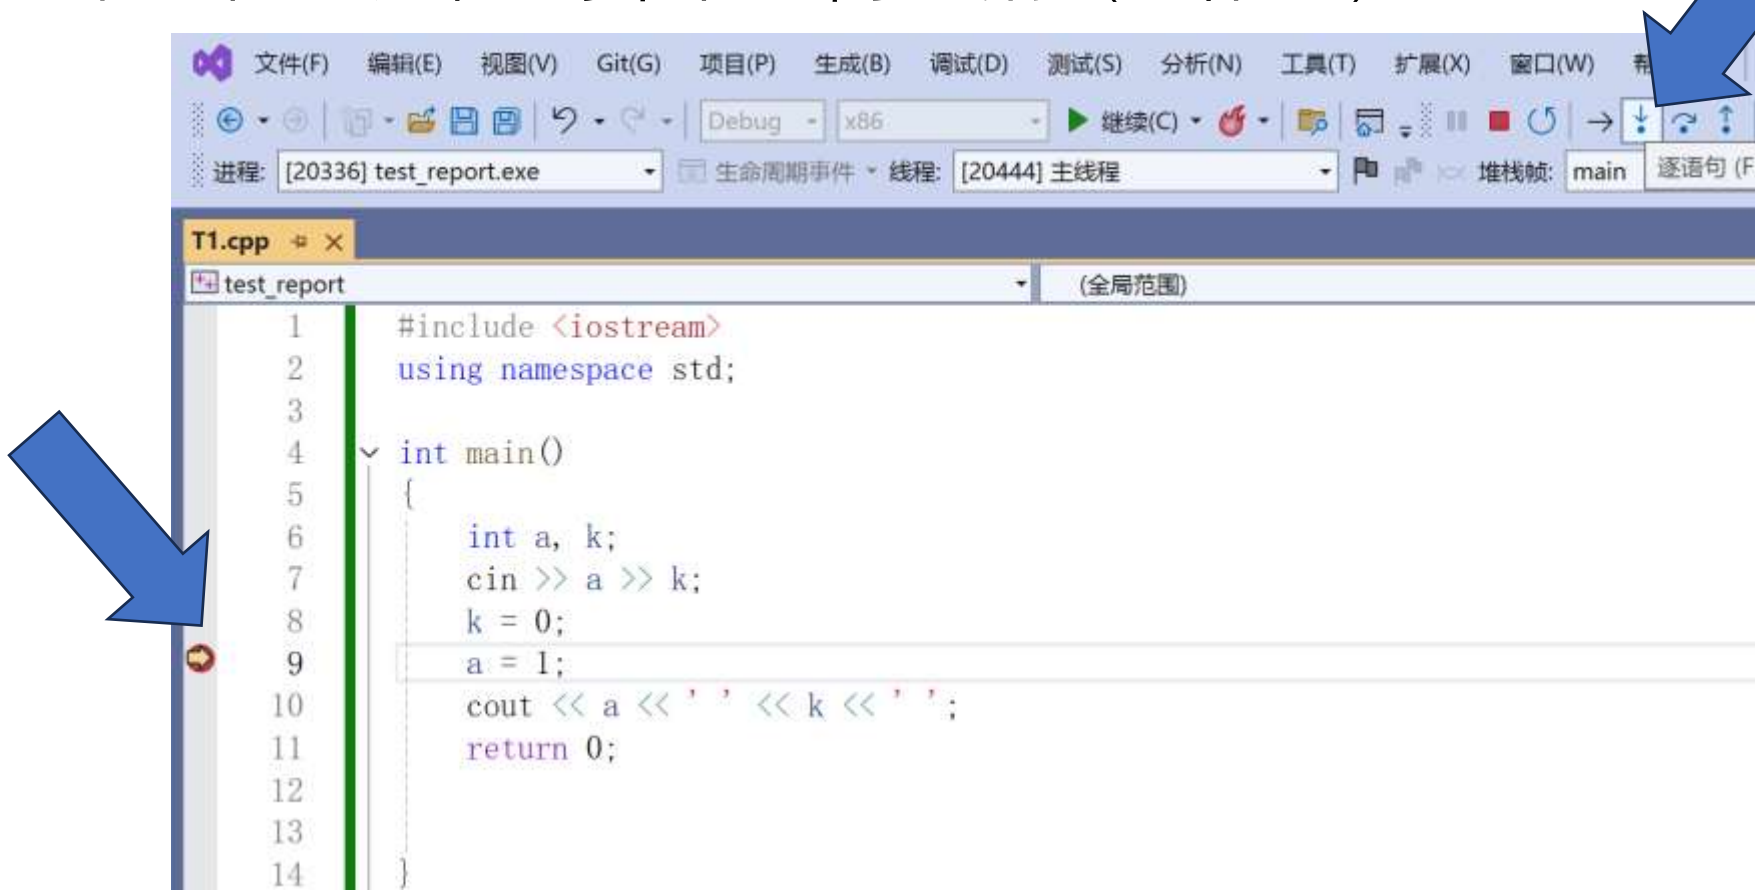 文件(F) 编辑(E) 视图(V) Git(G) 项目(P) 生成(B) 调试(D) 测试(S) 分析(N) 工具(T) 扩展(X) 窗口(W)
Debug x86 继续(C)
进程: [20336] test_report.exe 生命周期事件 线程: [20444] 主线程 堆栈帧: main 逐语句 (F
T1.cpp
test_report (全局范围)
1 #include <iostream>
2 using namespace std;
3
4 int main()
5 {
6 int a, k;
7 cin >> a >> k;
8 k = 0;
9 a = 1;
10 cout << a << ' ' << k << ' ';
11 return 0;
12
13
14 }